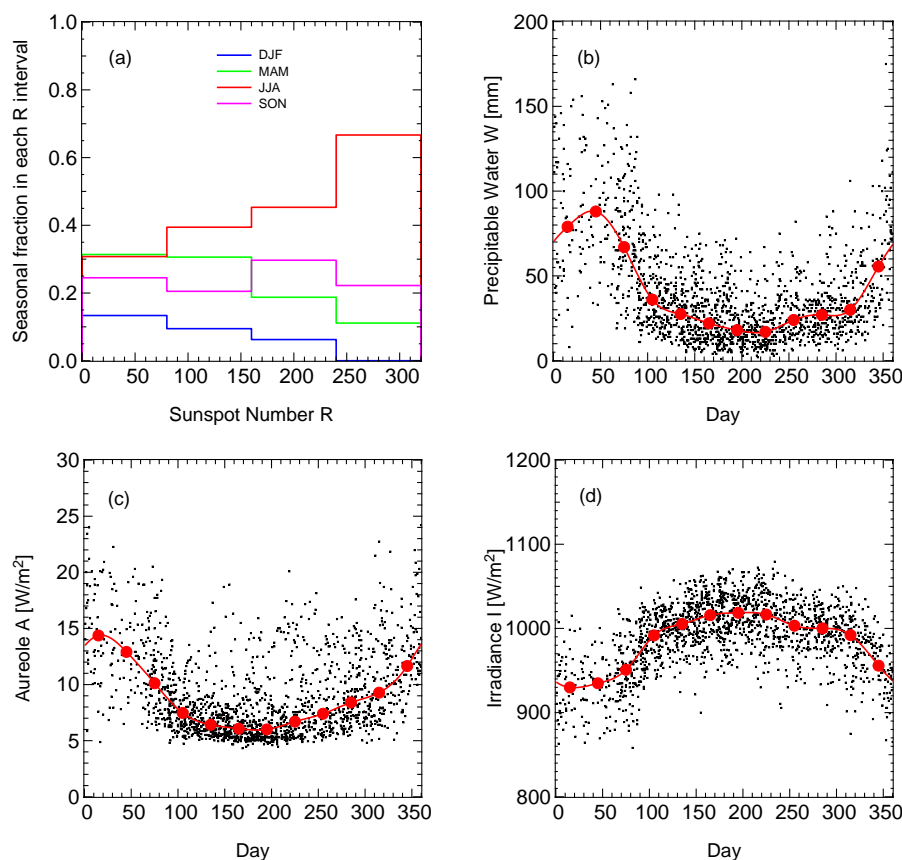 Seasonal fraction in each R interval
1.0
0.8
0.6
0.4
0.2
0.0
(a)
DJF
MAM
JJA
SON
0 50 100 150 200 250 300
Sunspot Number R
Precipitable Water W [mm]
200
150
100
50
0
(b)
0 50 100 150 200 250 300 350
Day
Aureole A [W/m²]
30
25
20
15
10
5
0
(c)
0 50 100 150 200 250 300 350
Day
Irradiance I [W/m²]
1200
1100
1000
900
800
(d)
0 50 100 150 200 250 300 350
Day